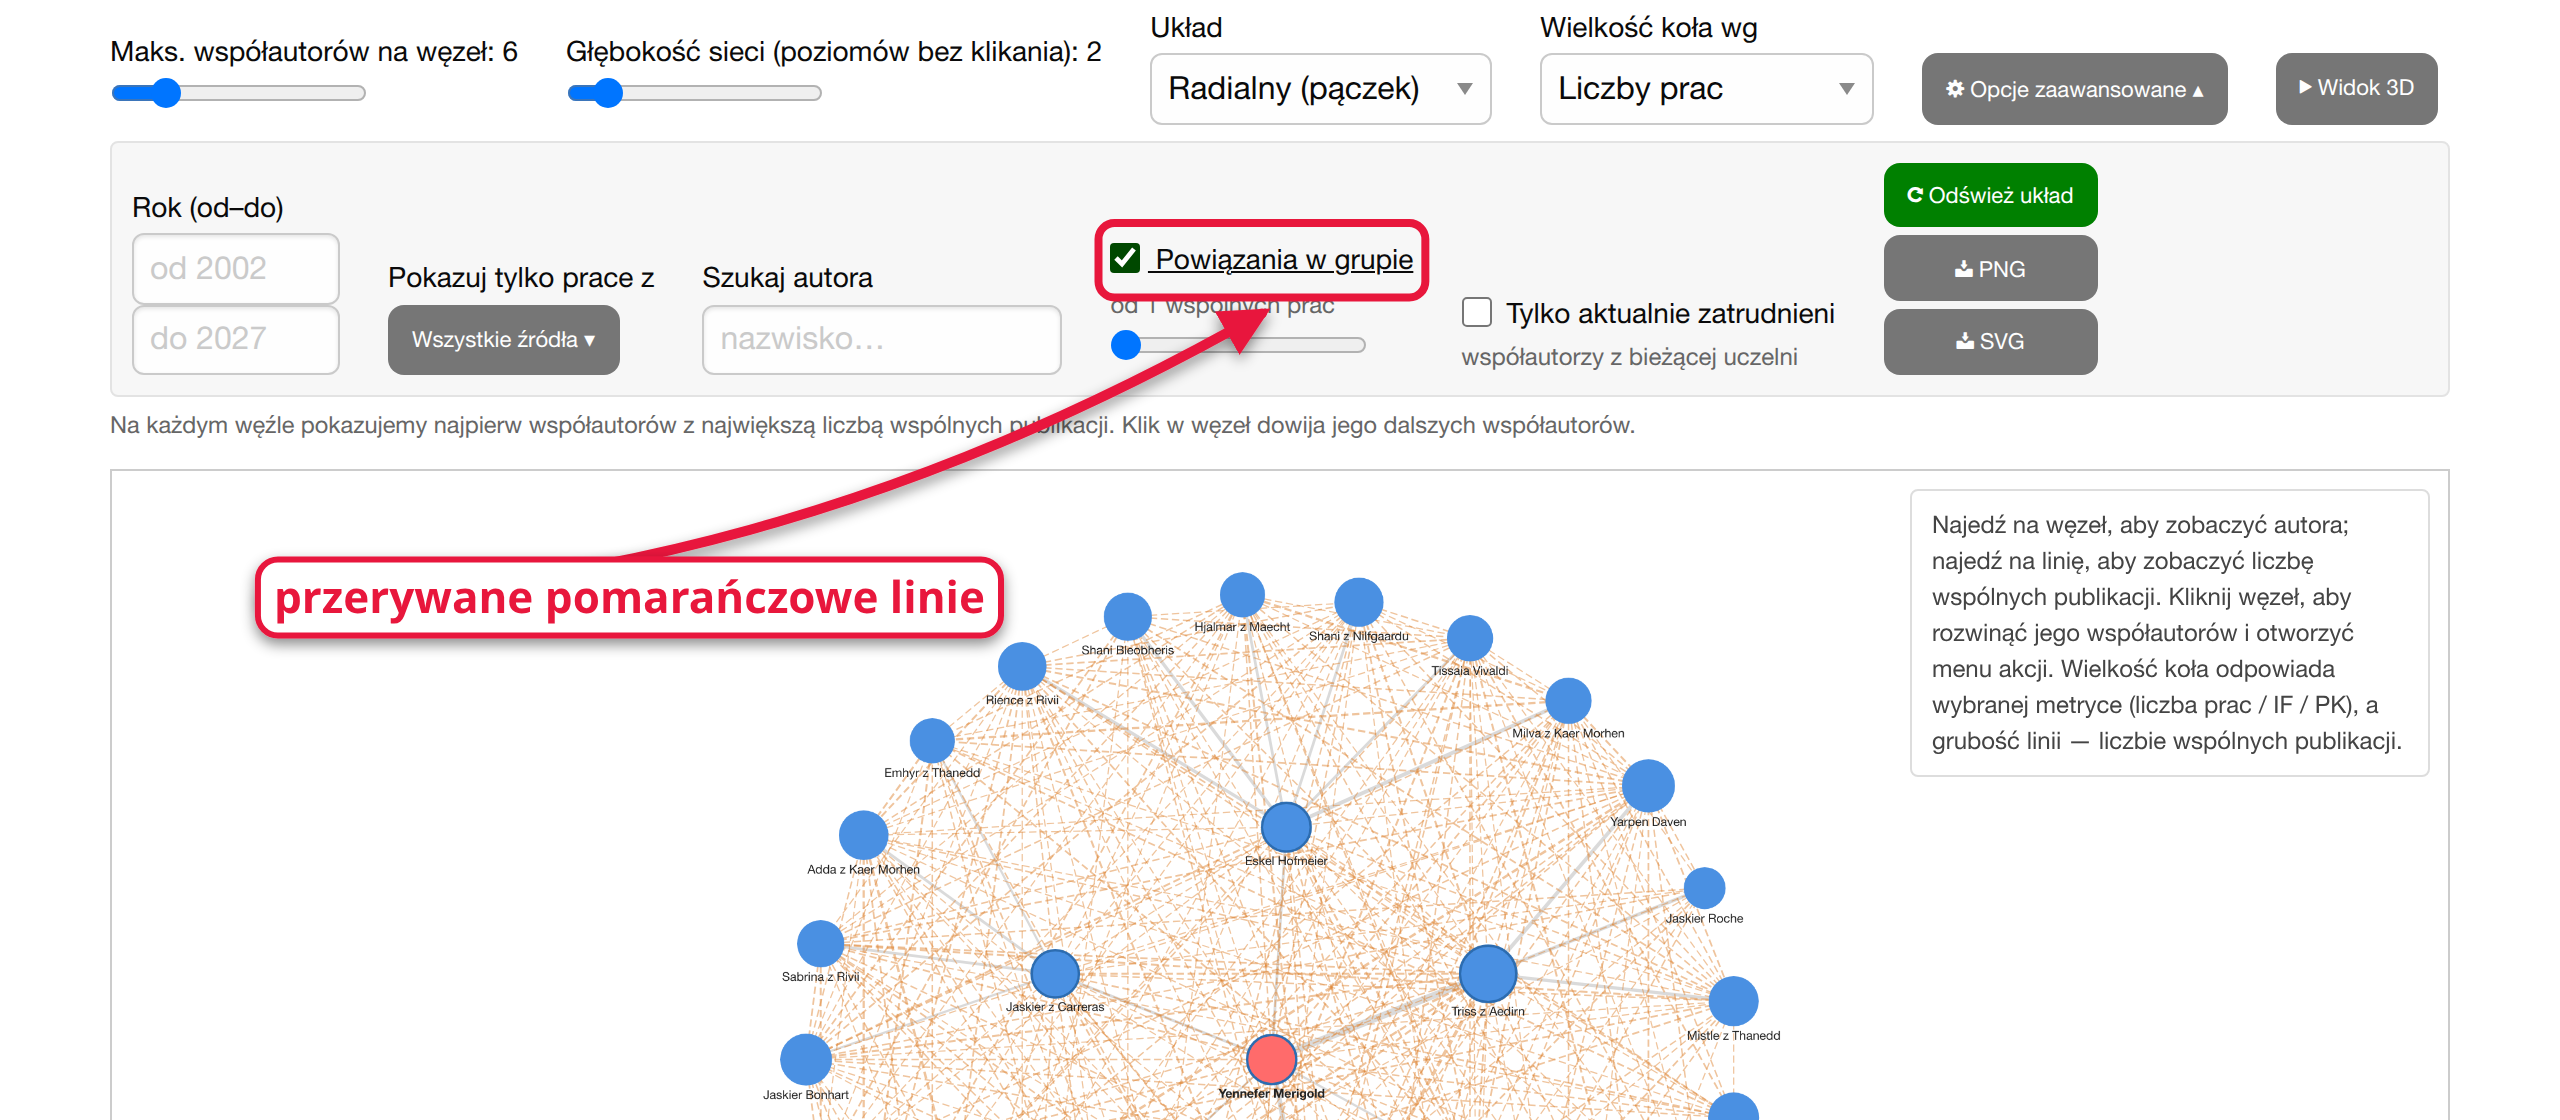 Maks. współautorów na węzeł: 6
Głębokość sieci (poziomów bez klikania): 2
Układ
Radialny (pączek)
Wielkość koła wg
Liczby prac
Opcje zaawansowane ▴
Widok 3D
Rok (od–do)
od 2002
do 2027
Pokazuj tylko prace z
Wszystkie źródła ▾
Szukaj autora
nazwisko…
Powiązania w grupie
od 1 wspólnych prac
Tylko aktualnie zatrudnieni
współautorzy z bieżącej uczelni
Odśwież układ
PNG
SVG
Na każdym węźle pokazujemy najpierw współautorów z największą liczbą wspólnych publikacji. Klik w węzeł dowija jego dalszych współautorów.
przerywane pomarańczowe linie
Najedź na węzeł, aby zobaczyć autora;
najedź na linię, aby zobaczyć liczbę
wspólnych publikacji. Kliknij węzeł, aby
rozwinąć jego współautorów i otworzyć
menu akcji. Wielkość koła odpowiada
wybranej metryce (liczba prac / IF / PK), a
grubość linii — liczbie wspólnych publikacji.
Hjalmar z Maecht
Shani z Nilfgaardu
Shani Bleobheris
Tissaia Vivaldi
Rience z Rivii
Milva z Kaer Morhen
Emhyr z Thanedd
Yarpen Daven
Eskel Hofmeier
Adda z Kaer Morhen
Jaskier Roche
Sabrina z Rivii
Jaskier z Carreras
Triss z Aedirn
Mistle z Thanedd
Jaskier Bonhart
Yennefer Merigold